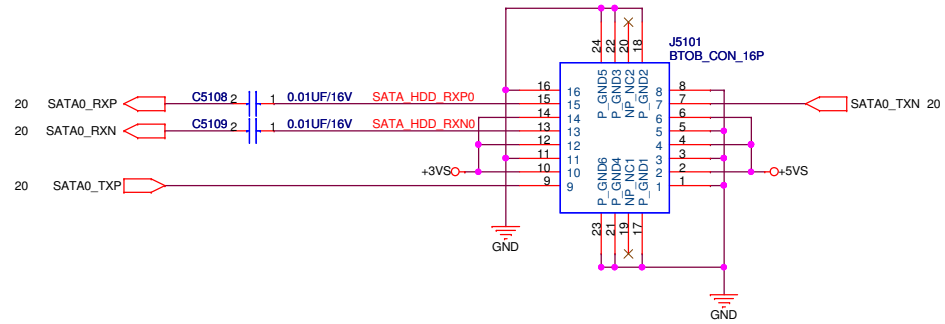 J5101
BTOB_CON_16P
24 22 20 18
P_GND5 P_GND3 NP_NC2 P_GND2
20 SATA0_RXP C5108 2 1 0.01UF/16V SATA_HDD_RXP0
20 SATA0_RXN C5109 2 1 0.01UF/16V SATA_HDD_RXN0
+3VS
20 SATA0_TXP
16 16 8 8
15 15 7 7 SATA0_TXN 20
14 14 6 6
13 13 5 5
12 12 4 4
11 11 3 3
10 10 2 2 +5VS
9 9 1 1
P_GND6 P_GND4 NP_NC1 P_GND1
23 21 19 17
GND
GND